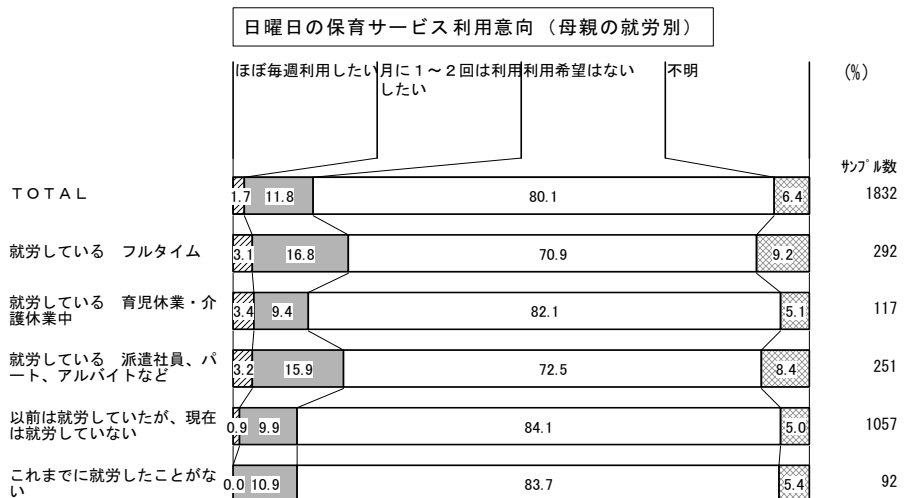 日曜日の保育サービス利用意向（母親の就労別）
ほぼ毎週利用したい
月に１～２回は利用したい
利用希望はない
不明
(%)
ｻﾝﾌﾟﾙ数
ＴＯＴＡＬ
1.7 11.8 80.1 6.4 1832
就労している　フルタイム
3.1 16.8 70.9 9.2 292
就労している　育児休業・介
護休業中
3.4 9.4 82.1 5.1 117
就労している　派遣社員、パ
ート、アルバイトなど
3.2 15.9 72.5 8.4 251
以前は就労していたが、現在
は就労していない
0.9 9.9 84.1 5.0 1057
これまでに就労したことがな
い
0.0 10.9 83.7 5.4 92